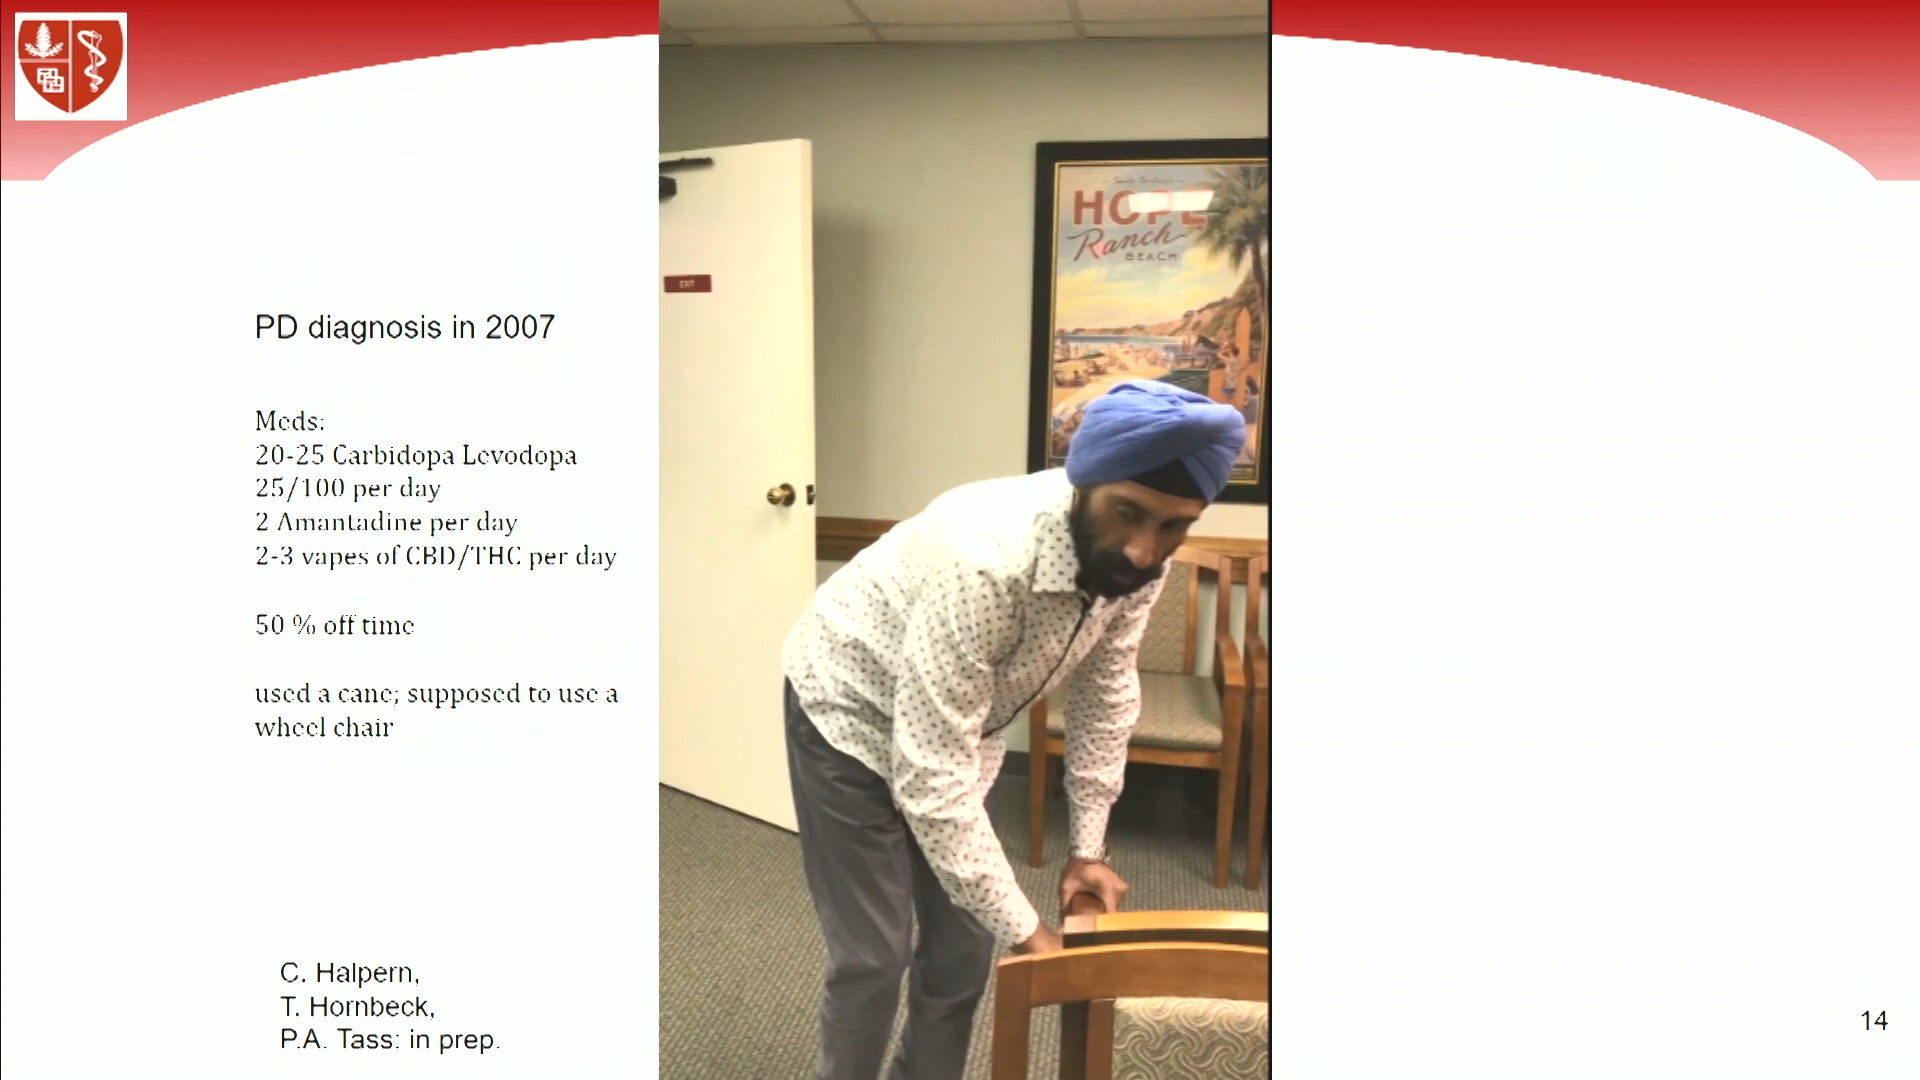 PD diagnosis in 2007
Meds:
20-25 Carbidopa Levodopa
25/100 per day
2 Amantadine per day
2-3 vapes of CBD/THC per day
50 % off time
used a cane; supposed to use a
wheel chair
C. Halpern,
T. Hornbeck,
P.A. Tass: in prep.
EXIT
HOPE
Ranch
BEACH
14